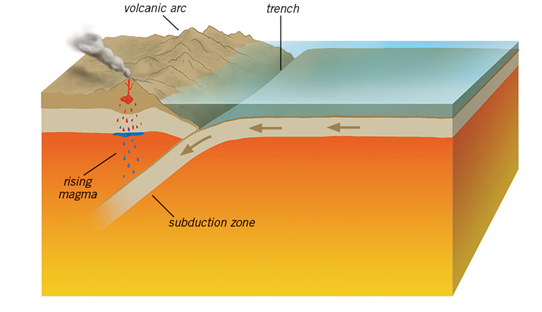 volcanic arc
trench
rising
magma
subduction zone